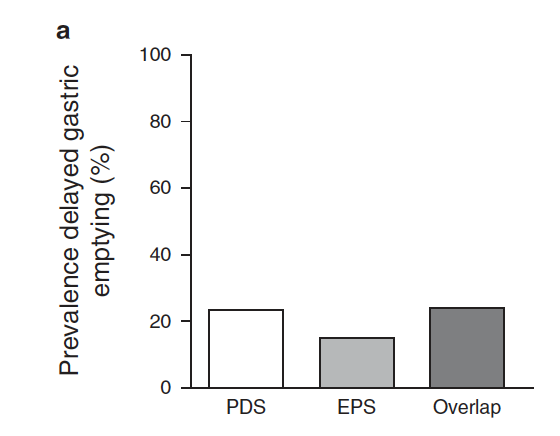 a
Prevalence delayed gastric
emptying (%)
100
80
60
40
20
0
PDS
EPS
Overlap